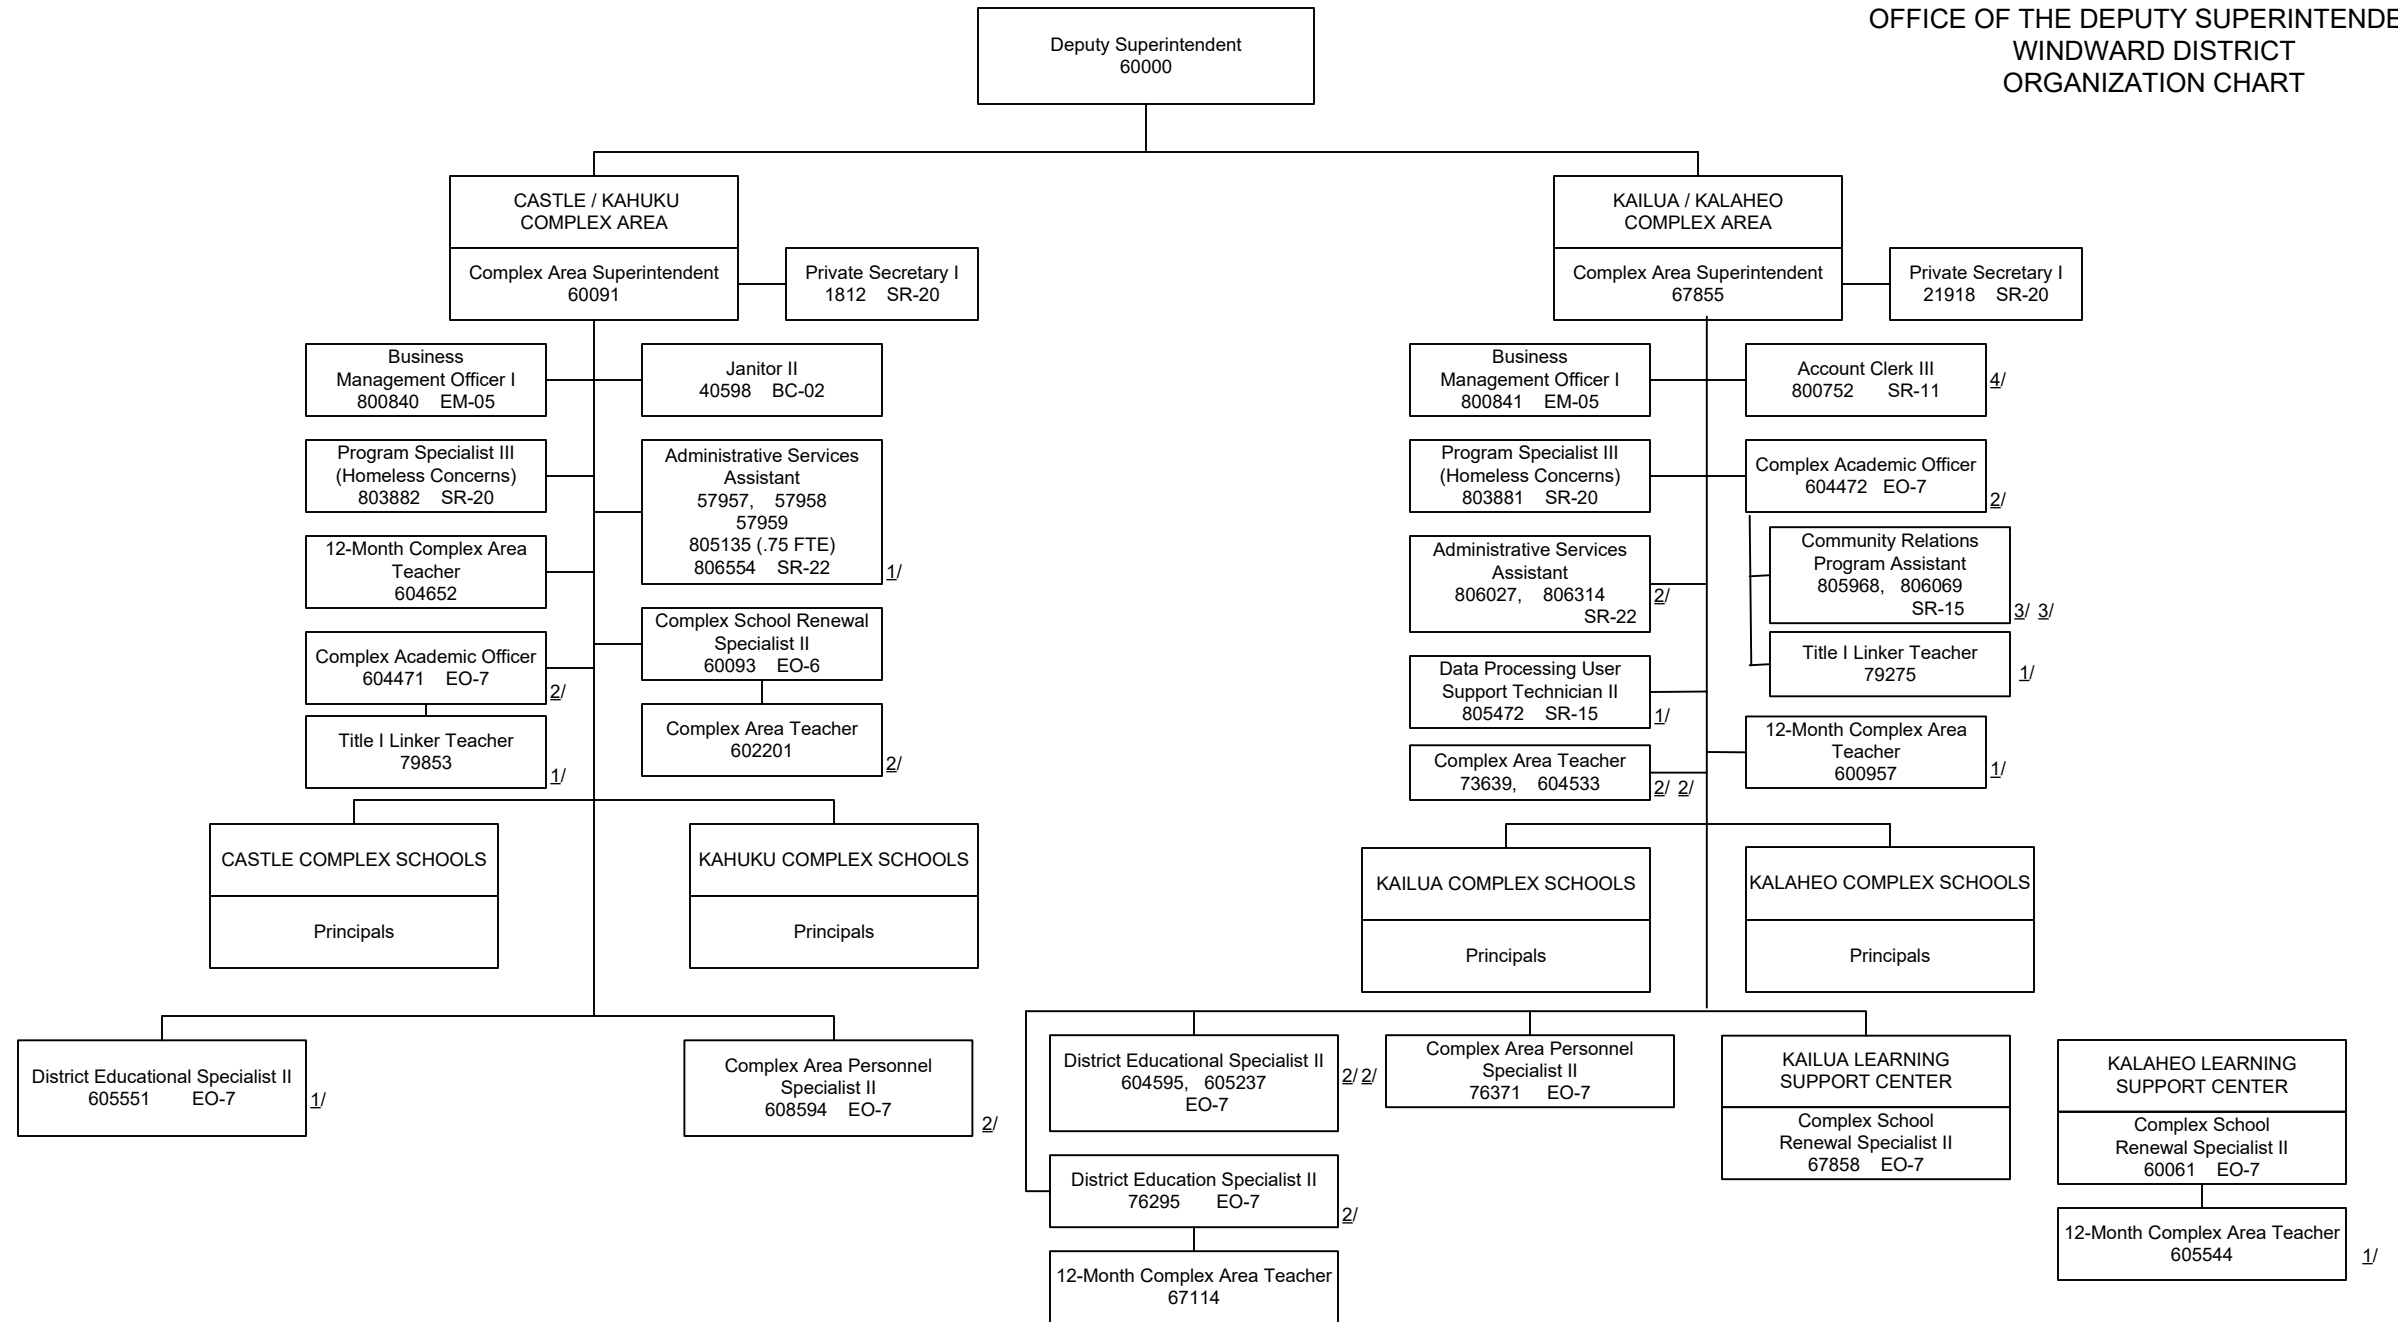 OFFICE OF THE DEPUTY SUPERINTENDE
WINDWARD DISTRICT
ORGANIZATION CHART
Deputy Superintendent
60000
CASTLE / KAHUKU
COMPLEX AREA
Complex Area Superintendent
60091
Private Secretary I
1812 SR-20
Business
Management Officer I
800840 EM-05
Janitor II
40598 BC-02
Program Specialist III
(Homeless Concerns)
803882 SR-20
Administrative Services
Assistant
57957, 57958
57959
805135 (.75 FTE)
806554 SR-22
1/
12-Month Complex Area
Teacher
604652
Complex School Renewal
Specialist II
60093 EO-6
Complex Academic Officer
604471 EO-7
2/
Complex Area Teacher
602201
2/
Title I Linker Teacher
79853
1/
CASTLE COMPLEX SCHOOLS
Principals
KAHUKU COMPLEX SCHOOLS
Principals
District Educational Specialist II
605551 EO-7
1/
Complex Area Personnel
Specialist II
608594 EO-7
2/
KAILUA / KALAHEO
COMPLEX AREA
Complex Area Superintendent
67855
Private Secretary I
21918 SR-20
Business
Management Officer I
800841 EM-05
Account Clerk III
800752 SR-11
4/
Program Specialist III
(Homeless Concerns)
803881 SR-20
Complex Academic Officer
604472 EO-7
2/
Administrative Services
Assistant
806027, 806314
SR-22
2/
Community Relations
Program Assistant
805968, 806069
SR-15
3/ 3/
Title I Linker Teacher
79275
1/
Data Processing User
Support Technician II
805472 SR-15
1/
12-Month Complex Area
Teacher
600957
1/
Complex Area Teacher
73639, 604533
2/ 2/
KAILUA COMPLEX SCHOOLS
Principals
KALAHEO COMPLEX SCHOOLS
Principals
District Educational Specialist II
604595, 605237
EO-7
2/ 2/
Complex Area Personnel
Specialist II
76371 EO-7
KAILUA LEARNING
SUPPORT CENTER
Complex School
Renewal Specialist II
67858 EO-7
KALAHEO LEARNING
SUPPORT CENTER
Complex School
Renewal Specialist II
60061 EO-7
District Education Specialist II
76295 EO-7
2/
12-Month Complex Area Teacher
67114
12-Month Complex Area Teacher
605544
1/